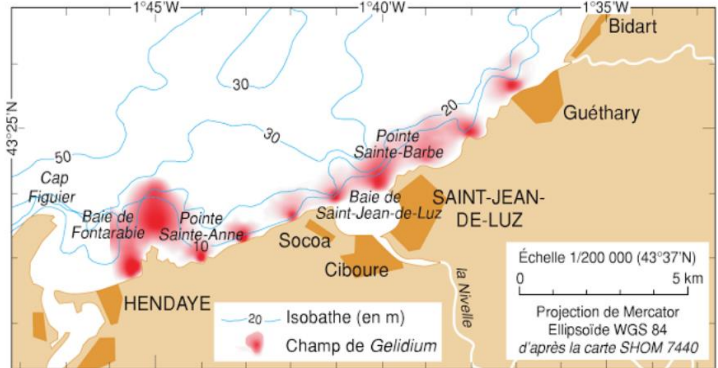 1°45'W
1°40'W
1°35'W
43°25'N
Bidart
30
20
Guéthary
30
Pointe
Sainte-Barbe
50
Cap
Figuier
Baie de
Fontarabie
Pointe
Sainte-Anne
10
Baie de
Saint-Jean-de-Luz
SAINT-JEAN-
DE-LUZ
Socoa
Ciboure
la Nivelle
HENDAYE
20 Isobathe (en m)
Champ de Gelidium
Échelle 1/200 000 (43°37'N)
0 5 km
Projection de Mercator
Ellipsoïde WGS 84
d'après la carte SHOM 7440